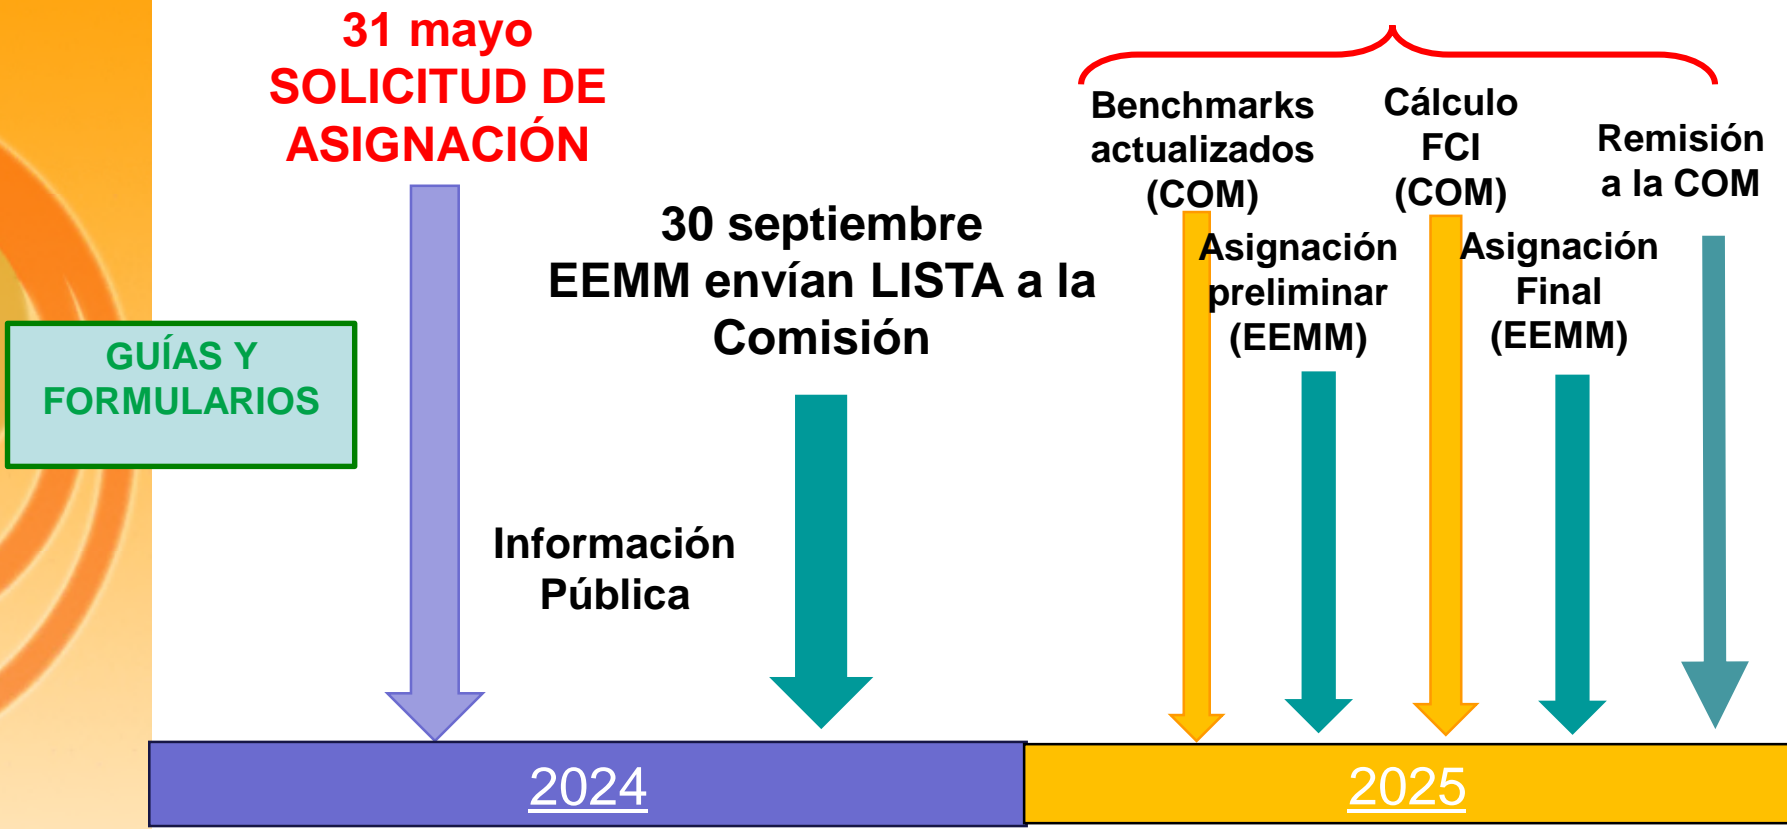 31 mayo
SOLICITUD DE
ASIGNACIÓN
GUÍAS Y
FORMULARIOS
Información
Pública
30 septiembre
EEMM envían LISTA a la
Comisión
Benchmarks
actualizados
(COM)
Asignación
preliminar
(EEMM)
Cálculo
FCI
(COM)
Asignación
Final
(EEMM)
Remisión
a la COM
2024
2025